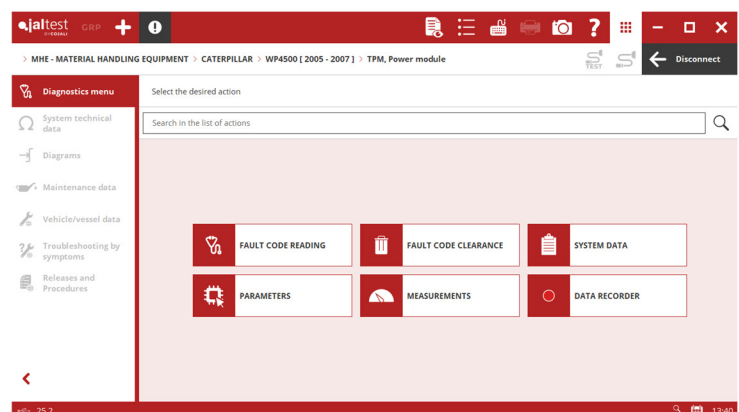 jaltest GRP
BY COJALI
> MHE - MATERIAL HANDLING EQUIPMENT > CATERPILLAR > WP4500 [ 2005 - 2007 ] > TPM, Power module
TEST
Disconnect
Diagnostics menu
Select the desired action
System technical
data
Search in the list of actions
Diagrams
Maintenance data
Vehicle/vessel data
Troubleshooting by
symptoms
Releases and
Procedures
FAULT CODE READING
FAULT CODE CLEARANCE
SYSTEM DATA
PARAMETERS
MEASUREMENTS
DATA RECORDER
25.2
13:40